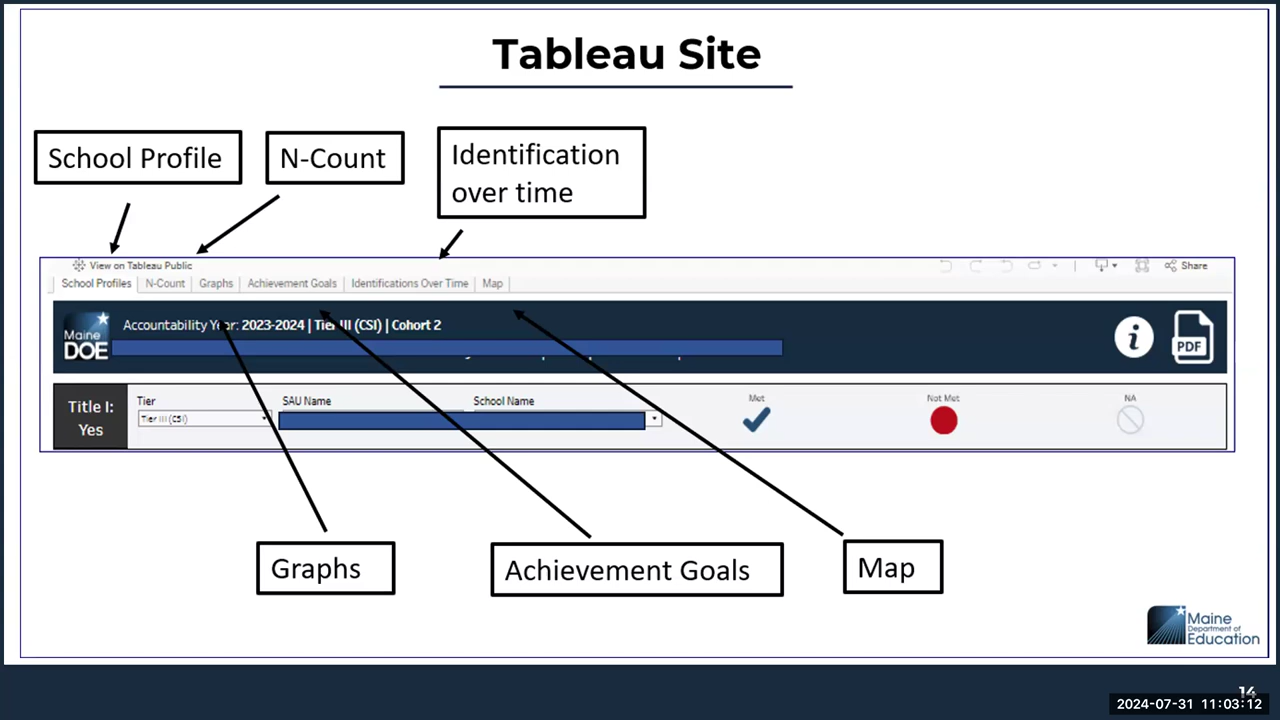 Tableau Site
School Profile
N-Count
Identification
over time
View on Tableau Public
Share
School Profiles
N-Count
Graphs
Achievement Goals
Identifications Over Time
Map
Maine
DOE
Accountability Year: 2023-2024 | Tier III (CSI) | Cohort 2
i
PDF
Title I:
Yes
Tier
Tier III (CSI)
SAU Name
School Name
Met
Not Met
NA
Graphs
Achievement Goals
Map
Maine
Department of
Education
14
2024-07-31 11:03:12